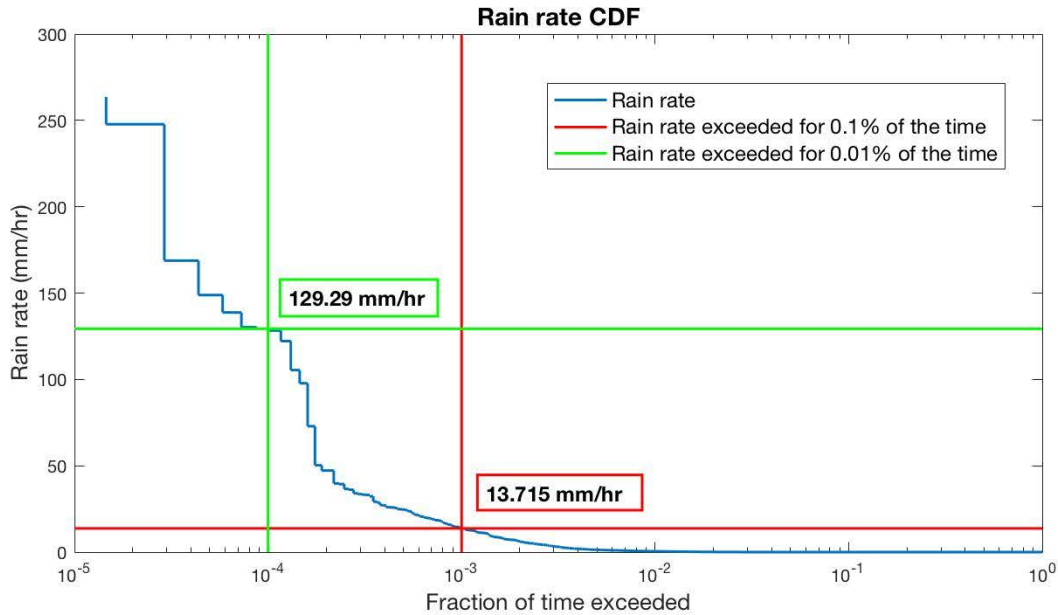 Rain rate CDF
300
250
200
150
100
50
0
Rain rate (mm/hr)
Rain rate
Rain rate exceeded for 0.1% of the time
Rain rate exceeded for 0.01% of the time
129.29 mm/hr
13.715 mm/hr
10⁻⁵ 10⁻⁴ 10⁻³ 10⁻² 10⁻¹ 10⁰
Fraction of time exceeded